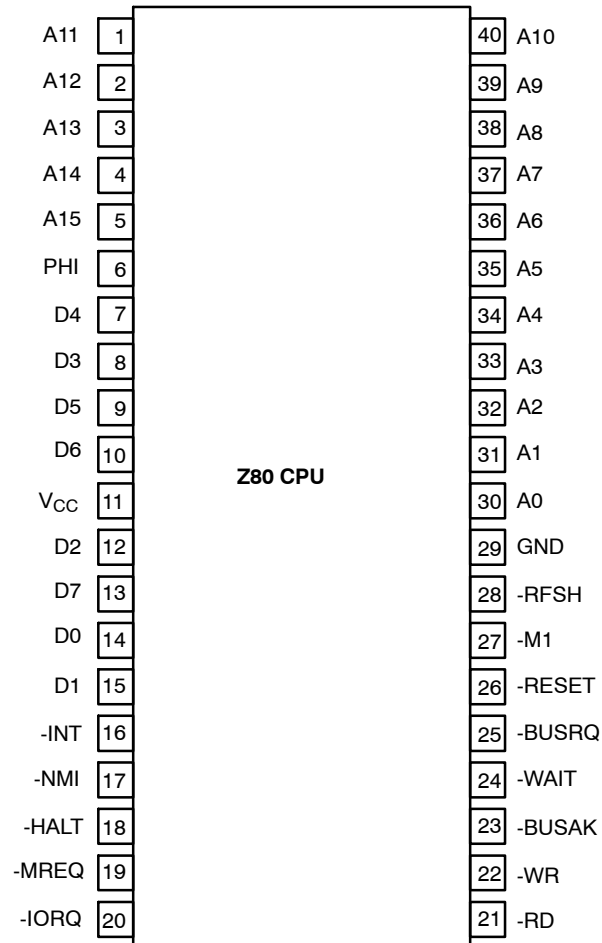 A11 1 40 A10
A12 2 39 A9
A13 3 38 A8
A14 4 37 A7
A15 5 36 A6
PHI 6 35 A5
D4 7 34 A4
D3 8 33 A3
D5 9 32 A2
D6 10 31 A1
Z80 CPU
VCC 11 30 A0
D2 12 29 GND
D7 13 28 -RFSH
D0 14 27 -M1
D1 15 26 -RESET
-INT 16 25 -BUSRQ
-NMI 17 24 -WAIT
-HALT 18 23 -BUSAK
-MREQ 19 22 -WR
-IORQ 20 21 -RD